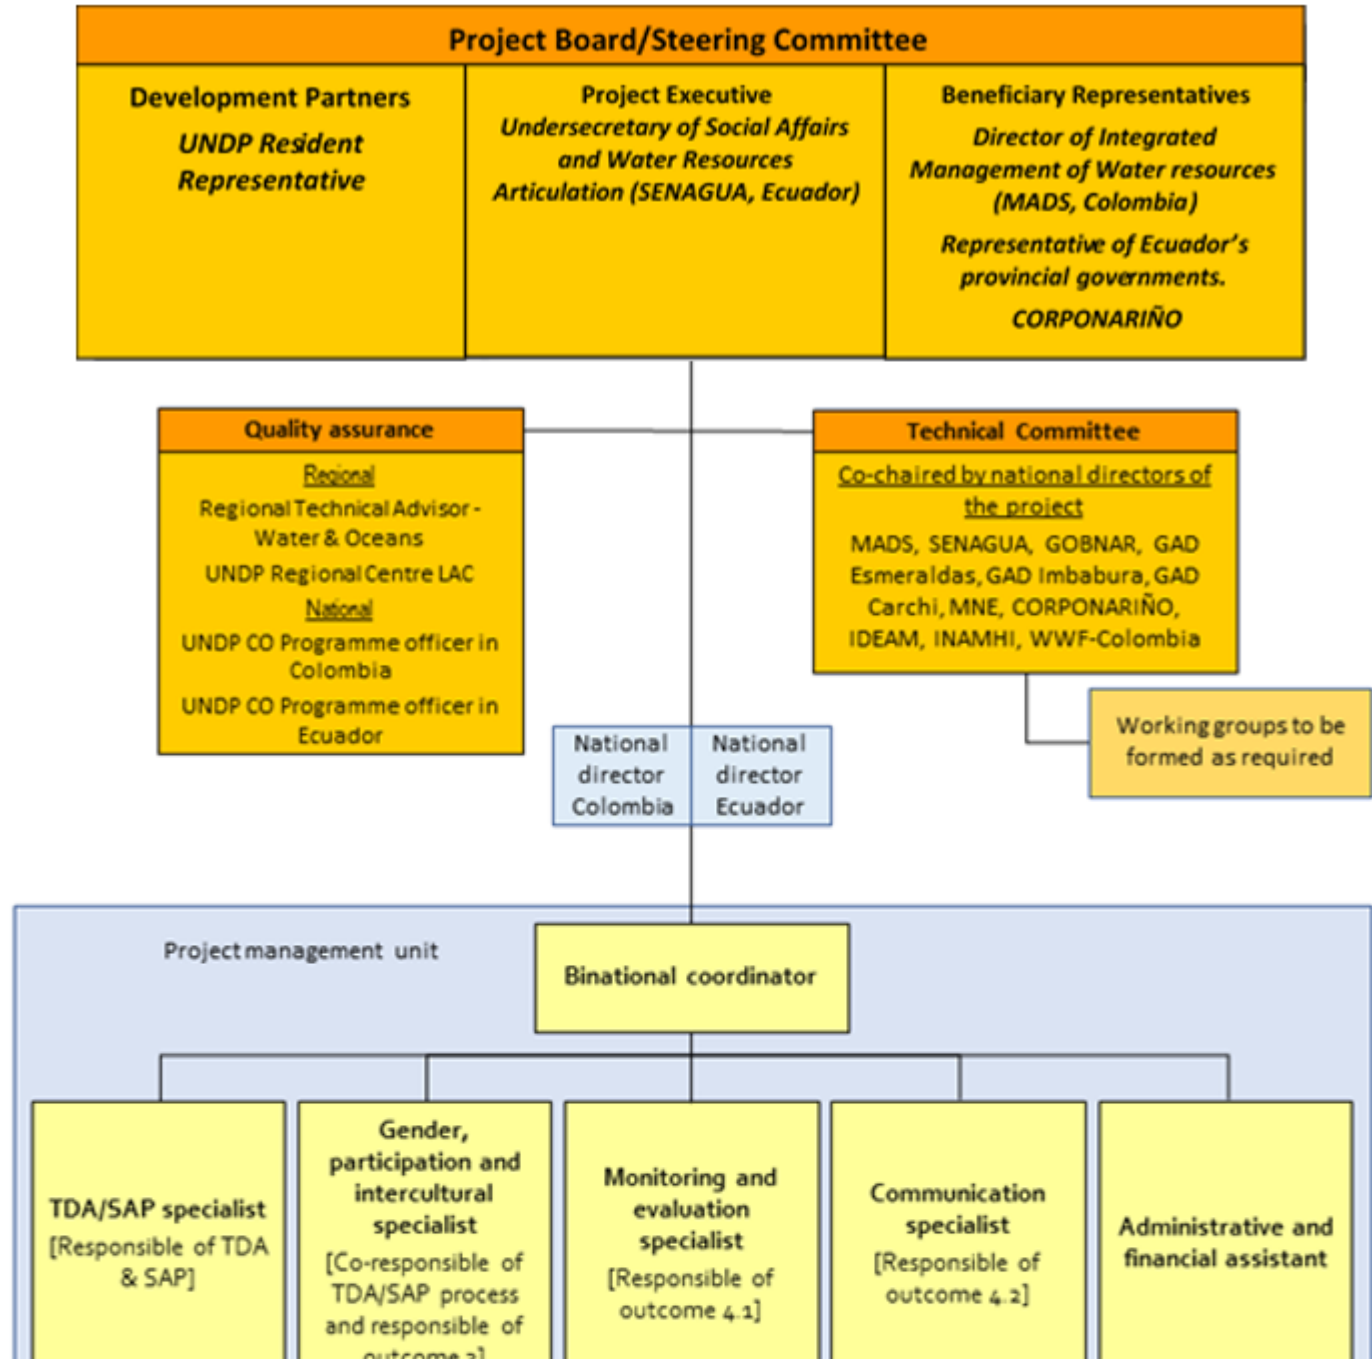 Project Board/Steering Committee
Development Partners
UNDP Resident
Representative
Project Executive
Undersecretary of Social Affairs
and Water Resources
Articulation (SENAGUA, Ecuador)
Beneficiary Representatives
Director of Integrated
Management of Water resources
(MADS, Colombia)
Representative of Ecuador's
provincial governments.
CORPONARIÑO
Quality assurance
Regional
Regional Technical Advisor -
Water & Oceans
UNDP Regional Centre LAC
National
UNDP CO Programme officer in
Colombia
UNDP CO Programme officer in
Ecuador
Technical Committee
Co-chaired by national directors of
the project
MADS, SENAGUA, GOBNAR, GAD
Esmeraldas, GAD Imbabura, GAD
Carchi, MNE, CORPONARIÑO,
IDEAM, INAMHI, WWF-Colombia
Working groups to be
formed as required
National
director
Colombia
National
director
Ecuador
Project management unit
Binational coordinator
TDA/SAP specialist
[Responsible of TDA
& SAP]
Gender,
participation and
intercultural
specialist
[Co-responsible of
TDA/SAP process
and responsible of
Monitoring and
evaluation
specialist
[Responsible of
outcome 4.1]
Communication
specialist
[Responsible of
outcome 4.2]
Administrative and
financial assistant